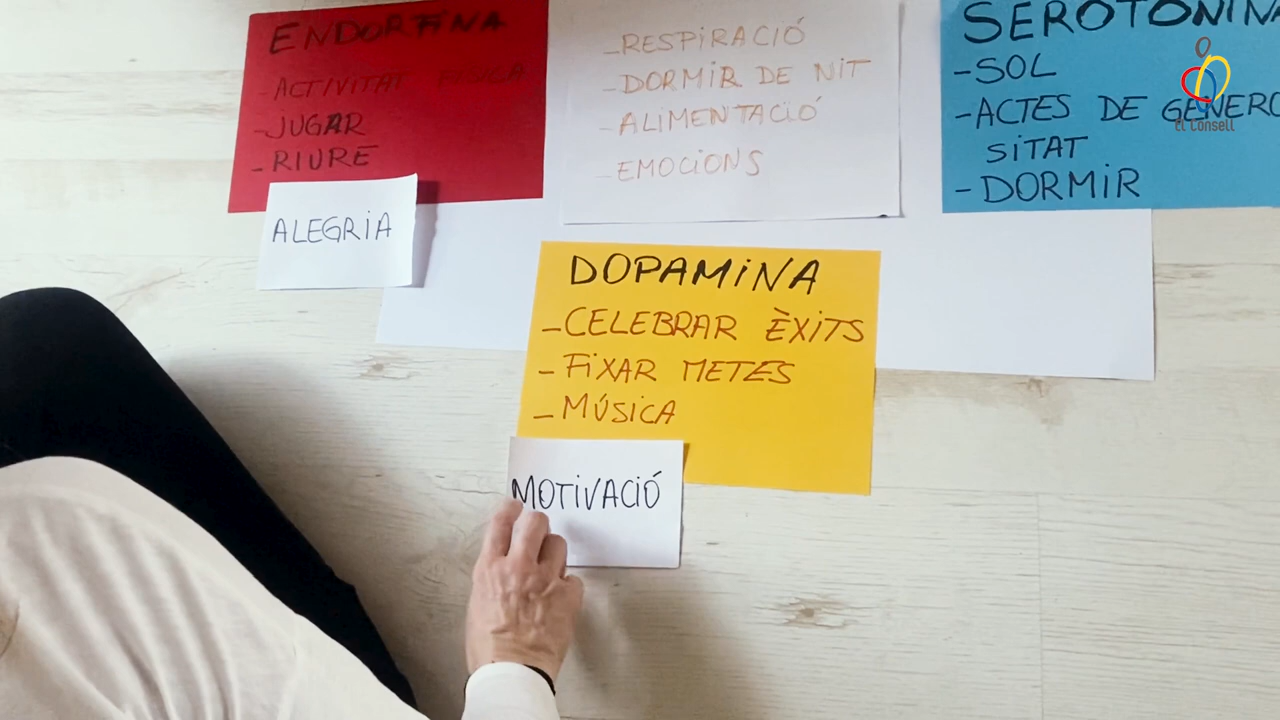 ENDORFINA
-ACTIVITAT FISICA
-JUGAR
-RIURE
ALEGRIA
-RESPIRACIÓ
-DORMIR DE NIT
-ALIMENTACIÓ
-EMOCIONS
SEROTONINA
-SOL
-ACTES DE GENERO
SITAT
-DORMIR
El Consell
DOPAMINA
-CELEBRAR ÈXITS
-FIXAR METES
-MÚSICA
MOTIVACIÓ